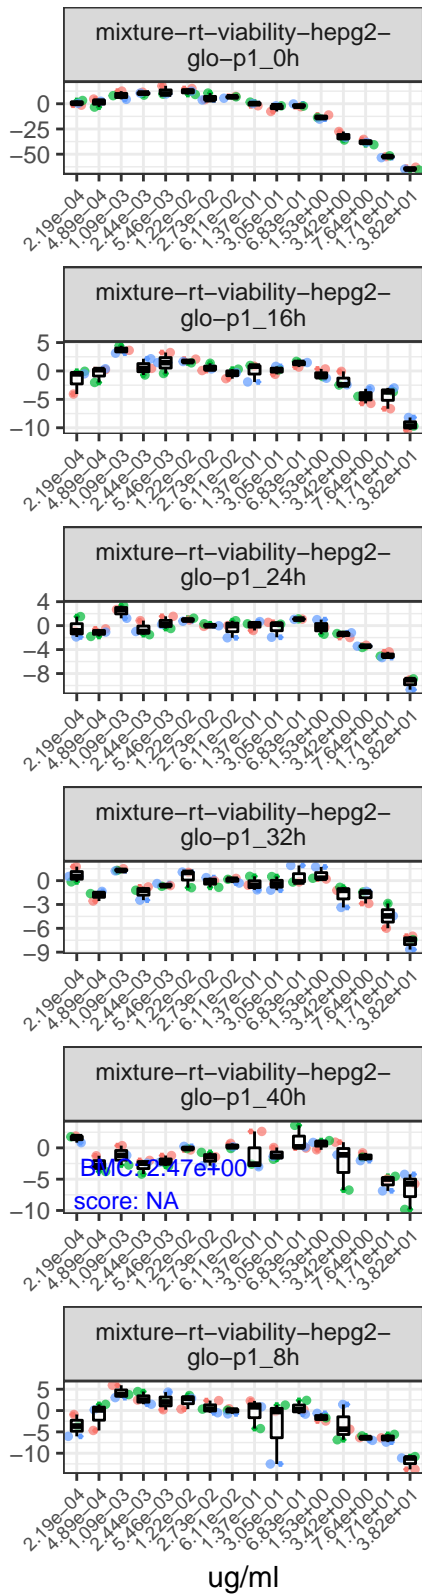 mixture−rt−viability−hepg2−
glo−p1_0h
0
−25
−50
2.19e−04
4.89e−04
1.09e−03
2.44e−03
5.46e−03
1.22e−02
2.73e−02
6.11e−02
1.37e−01
3.05e−01
6.83e−01
1.53e+00
3.42e+00
7.64e+00
1.71e+01
3.82e+01
mixture−rt−viability−hepg2−
glo−p1_16h
5
0
−5
−10
2.19e−04
4.89e−04
1.09e−03
2.44e−03
5.46e−03
1.22e−02
2.73e−02
6.11e−02
1.37e−01
3.05e−01
6.83e−01
1.53e+00
3.42e+00
7.64e+00
1.71e+01
3.82e+01
mixture−rt−viability−hepg2−
glo−p1_24h
4
0
−4
−8
2.19e−04
4.89e−04
1.09e−03
2.44e−03
5.46e−03
1.22e−02
2.73e−02
6.11e−02
1.37e−01
3.05e−01
6.83e−01
1.53e+00
3.42e+00
7.64e+00
1.71e+01
3.82e+01
mixture−rt−viability−hepg2−
glo−p1_32h
0
−3
−6
−9
2.19e−04
4.89e−04
1.09e−03
2.44e−03
5.46e−03
1.22e−02
2.73e−02
6.11e−02
1.37e−01
3.05e−01
6.83e−01
1.53e+00
3.42e+00
7.64e+00
1.71e+01
3.82e+01
mixture−rt−viability−hepg2−
glo−p1_40h
0
−5
−10
BMC: 2.47e+00
score: NA
2.19e−04
4.89e−04
1.09e−03
2.44e−03
5.46e−03
1.22e−02
2.73e−02
6.11e−02
1.37e−01
3.05e−01
6.83e−01
1.53e+00
3.42e+00
7.64e+00
1.71e+01
3.82e+01
mixture−rt−viability−hepg2−
glo−p1_8h
5
0
−5
−10
2.19e−04
4.89e−04
1.09e−03
2.44e−03
5.46e−03
1.22e−02
2.73e−02
6.11e−02
1.37e−01
3.05e−01
6.83e−01
1.53e+00
3.42e+00
7.64e+00
1.71e+01
3.82e+01
ug/ml